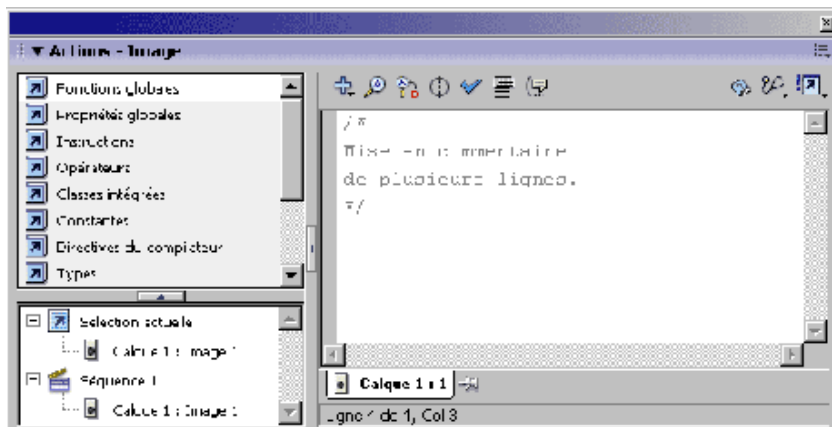 Actions - Image
Fonctions globales
Propriétés globales
Instructions
Opérateurs
Classes intégrées
Constantes
Directives du compilateur
Types
Sélection actuelle
Calque 1 : Image 1
Séquence 1
Calque 1 : Image 1
/*
Mise en commentaire
de plusieurs lignes.
*/
Calque 1 : 1
Ligne 4 de 4, Col 3